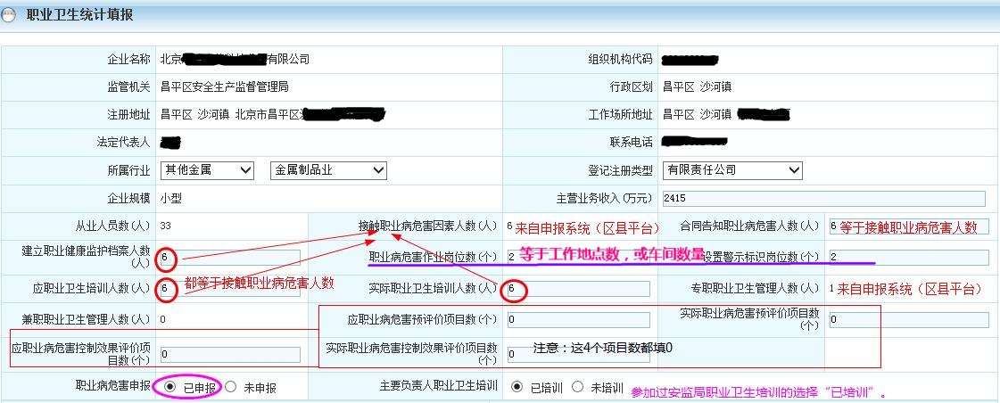 职业卫生统计填报
企业名称 北京 有限公司 组织机构代码
监管机关 昌平区安全生产监督管理局 行政区划 昌平区 沙河镇
注册地址 昌平区 沙河镇 北京市昌平区 工作场所地址 昌平区 沙河镇
法定代表人 联系电话
所属行业 其他金属 金属制品业 登记注册类型 有限责任公司
企业规模 小型 主营业务收入(万元) 2415
从业人员数(人) 33 接触职业病危害因素人数(人) 6 来自申报系统（区县平台） 合同告知职业病危害人数(人) 6 等于接触职业病危害人数
建立职业健康监护档案人数(人) 6 职业病危害作业岗位数(个) 2 等于工作地点数，或车间数量 设置警示标识岗位数(个) 2
应职业卫生培训人数(人) 6 都等于接触职业病危害人数 实际职业卫生培训人数(人) 6 专职职业卫生管理人数(人) 1 来自申报系统（区县平台）
兼职职业卫生管理人数(人) 0 应职业病危害预评价项目数(个) 0 实际职业病危害预评价项目数(个) 0
应职业病危害控制效果评价项目数(个) 0 实际职业病危害控制效果评价项目数(个) 0 注意：这4个项目数都填0
职业病危害申报 已申报 未申报 主要负责人职业卫生培训 已培训 未培训 参加过安监局职业卫生培训的选择“已培训”。